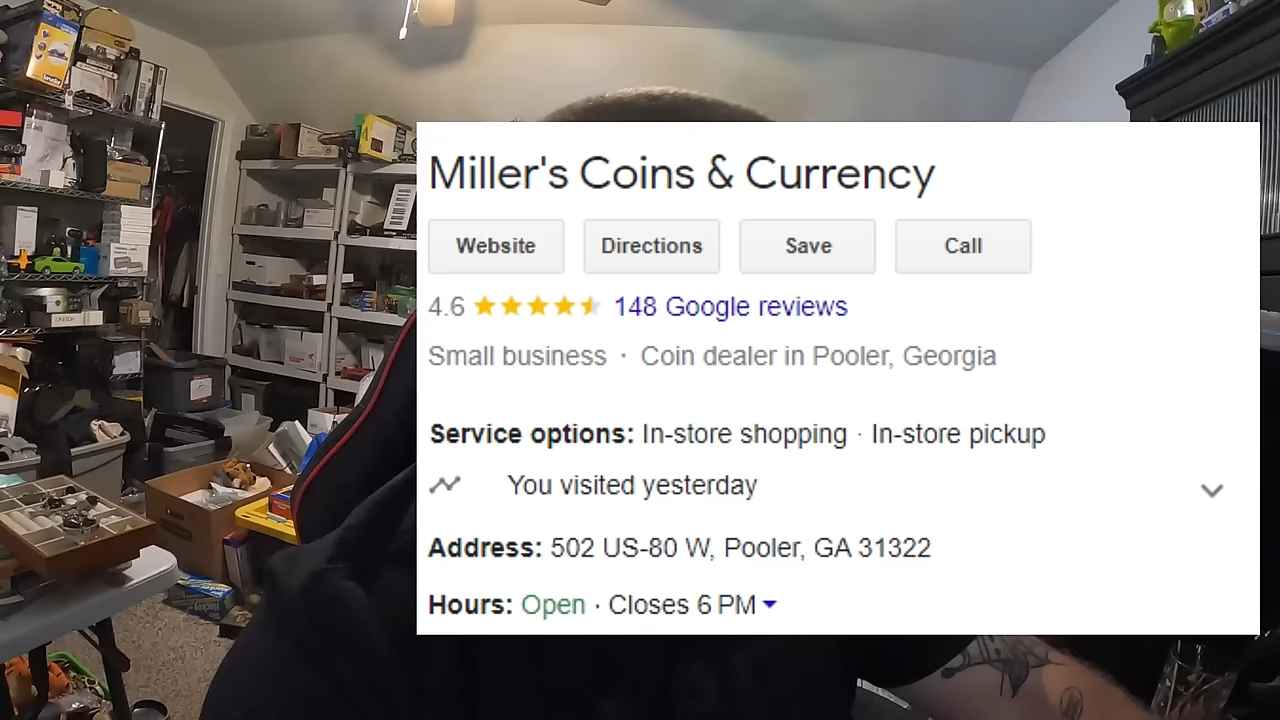 Miller's Coins & Currency
Website Directions Save Call
4.6 148 Google reviews
Small business · Coin dealer in Pooler, Georgia
Service options: In-store shopping · In-store pickup
You visited yesterday
Address: 502 US-80 W, Pooler, GA 31322
Hours: Open · Closes 6 PM
ONEIDA